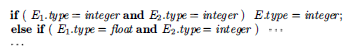 if ( E₁.type = integer and E₂.type = integer ) E.type = integer;
else if ( E₁.type = float and E₂.type = integer ) ···
···